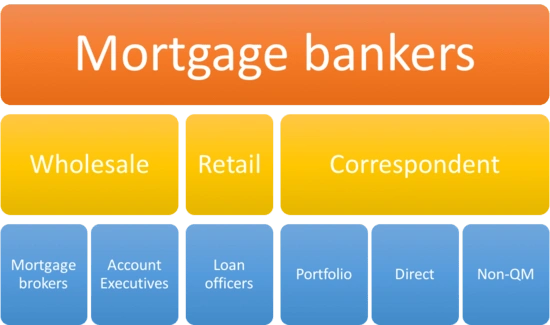 Mortgage bankers
Wholesale
Retail
Correspondent
Mortgage
brokers
Account
Executives
Loan
officers
Portfolio
Direct
Non-QM